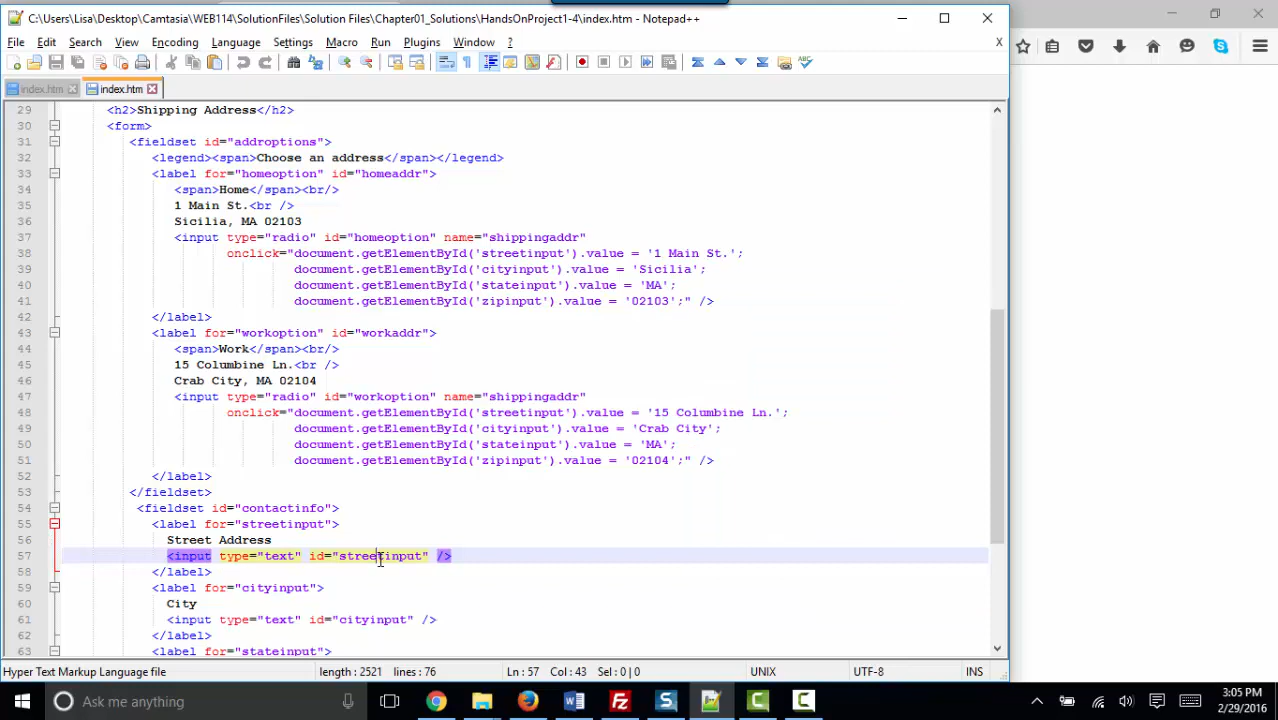 C:\Users\Lisa\Desktop\Camtasia\WEB114\SolutionFiles\Solution Files\Chapter01_Solutions\HandsOnProject1-4\index.htm - Notepad++
File Edit Search View Encoding Language Settings Macro Run Plugins Window ? X
index.htm index.htm
29 <h2>Shipping Address</h2>
30 <form>
31 <fieldset id="addroptions">
32 <legend><span>Choose an address</span></legend>
33 <label for="homeoption" id="homeaddr">
34 <span>Home</span><br/>
35 1 Main St.<br />
36 Sicilia, MA 02103
37 <input type="radio" id="homeoption" name="shippingaddr"
38 onclick="document.getElementById('streetinput').value = '1 Main St.';
39 document.getElementById('cityinput').value = 'Sicilia';
40 document.getElementById('stateinput').value = 'MA';
41 document.getElementById('zipinput').value = '02103';" />
42 </label>
43 <label for="workoption" id="workaddr">
44 <span>Work</span><br/>
45 15 Columbine Ln.<br />
46 Crab City, MA 02104
47 <input type="radio" id="workoption" name="shippingaddr"
48 onclick="document.getElementById('streetinput').value = '15 Columbine Ln.';
49 document.getElementById('cityinput').value = 'Crab City';
50 document.getElementById('stateinput').value = 'MA';
51 document.getElementById('zipinput').value = '02104';" />
52 </label>
53 </fieldset>
54 <fieldset id="contactinfo">
55 <label for="streetinput">
56 Street Address
57 <input type="text" id="streetinput" />
58 </label>
59 <label for="cityinput">
60 City
61 <input type="text" id="cityinput" />
62 </label>
63 <label for="stateinput">
Hyper Text Markup Language file length : 2521 lines : 76 Ln : 57 Col : 43 Sel : 0 | 0 UNIX UTF-8 INS
Ask me anything
3:05 PM
2/29/2016